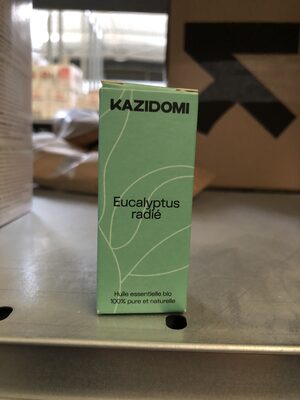 KAZIDOMI
Eucalyptus
radié
Huile essentielle bio
100% pure et naturelle